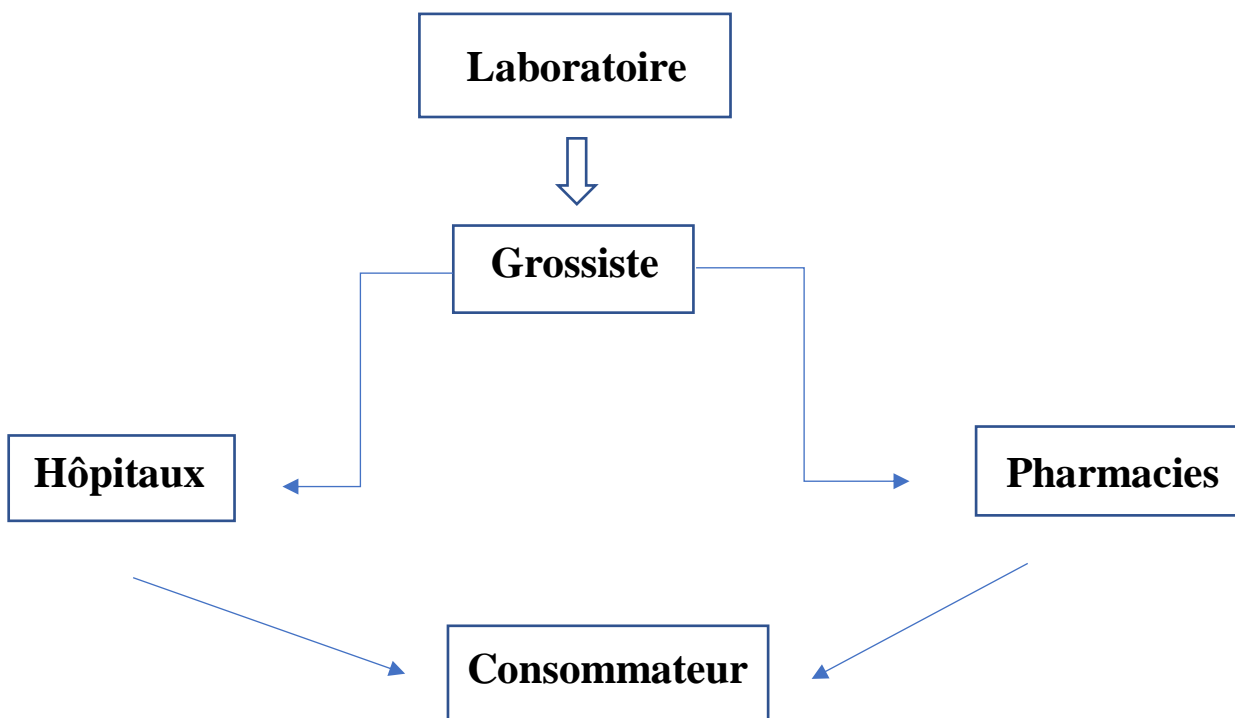 Laboratoire
Grossiste
Hôpitaux
Pharmacies
Consommateur